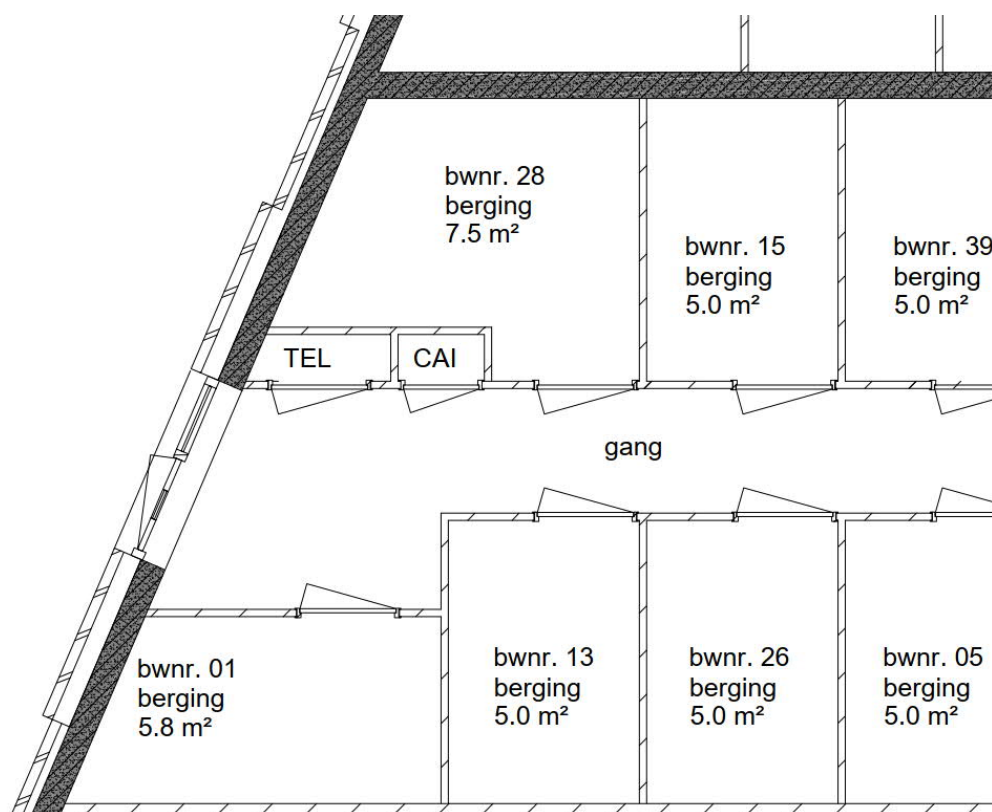 bwnr. 28
berging
7.5 m²
bwnr. 15
berging
5.0 m²
bwnr. 39
berging
5.0 m²
TEL
CAI
gang
bwnr. 01
berging
5.8 m²
bwnr. 13
berging
5.0 m²
bwnr. 26
berging
5.0 m²
bwnr. 05
berging
5.0 m²